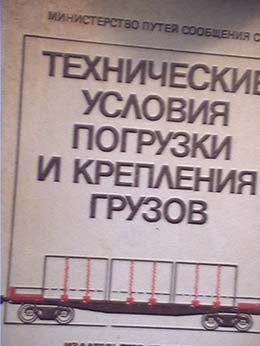 МИНИСТЕРСТВО ПУТЕЙ СООБЩЕНИЯ
ТЕХНИЧЕСКИЕ
УСЛОВИЯ
ПОГРУЗКИ
И КРЕПЛЕНИЯ
ГРУЗОВ